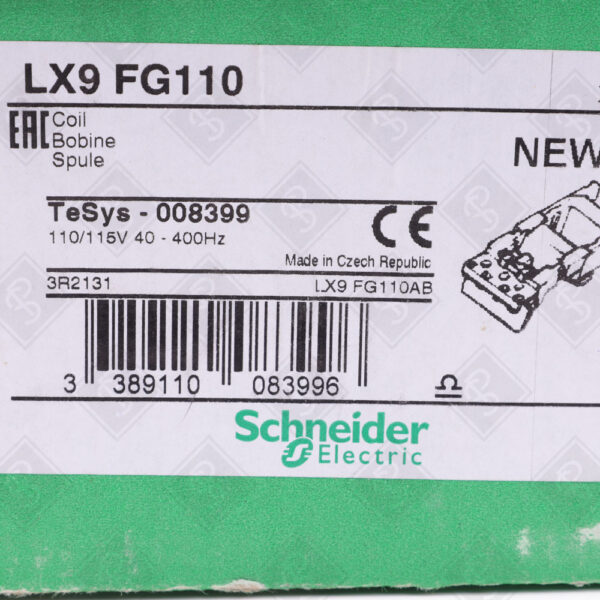 LX9 FG110
EAC
Coil
Bobine
Spule
NEW
TeSys - 008399
110/115V 40 - 400Hz
CE
Made in Czech Republic
3R2131
LX9 FG110AB
3 389110 083996
Schneider
Electric